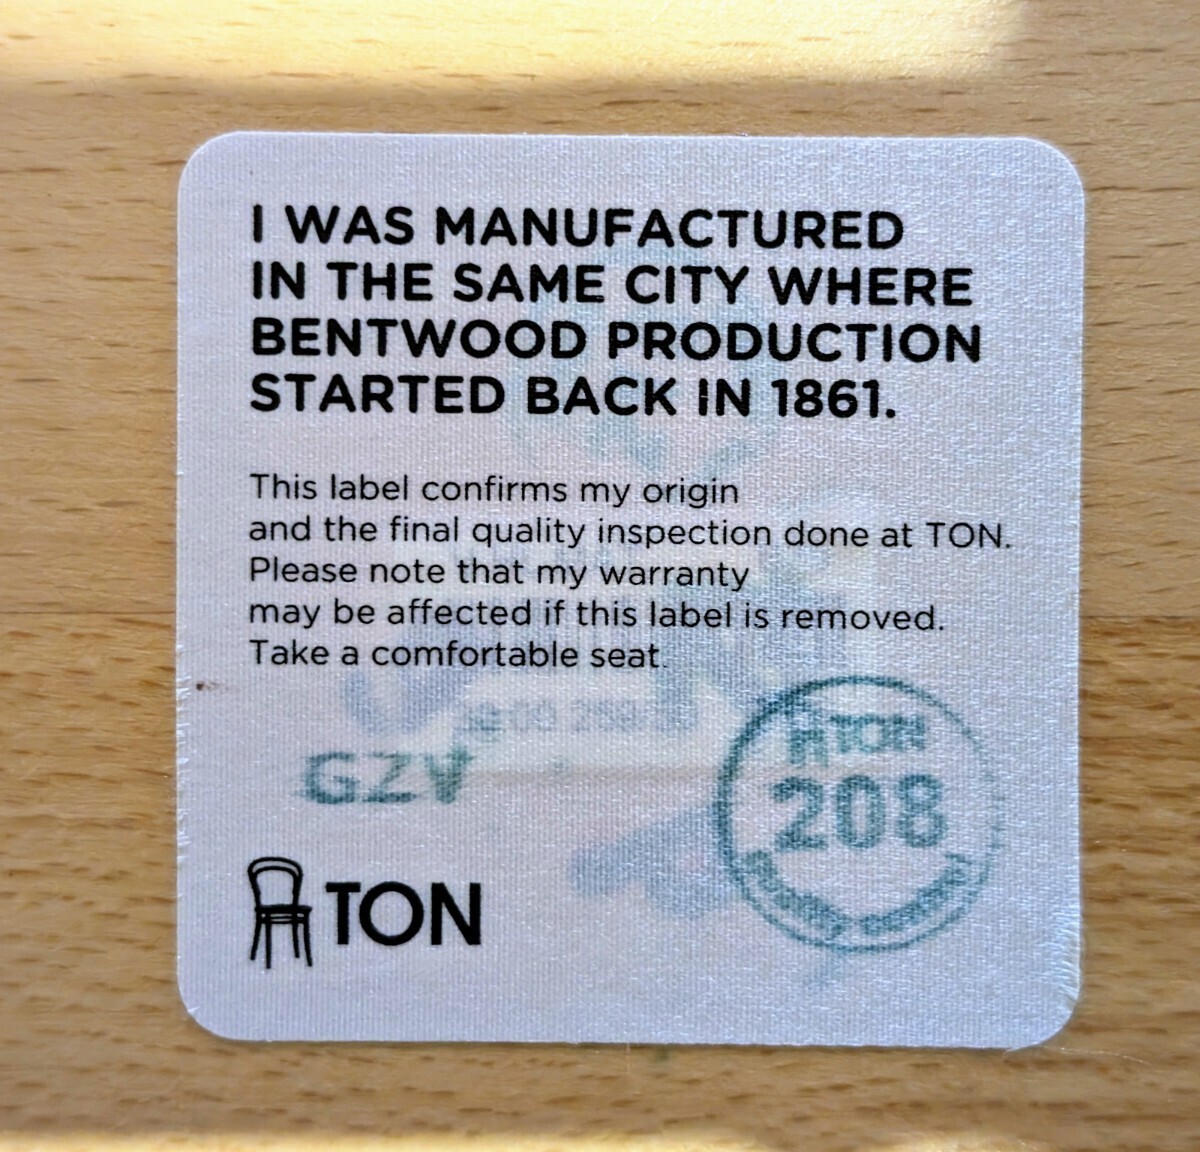 I WAS MANUFACTURED
IN THE SAME CITY WHERE
BENTWOOD PRODUCTION
STARTED BACK IN 1861.
This label confirms my origin
and the final quality inspection done at TON.
Please note that my warranty
may be affected if this label is removed.
Take a comfortable seat.
GZV
TON
208
TON